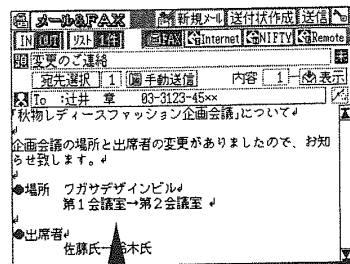 メール&FAX 新規メール 送付状作成 送信
IN OUT リスト 1件 FAX Internet NIFTY Remote
題 変更のご連絡
宛先選択 1 手動送信 内容 1 表示
To :辻井 章 03-3123-45××
「秋物レディースファッション企画会議」について↲
↲
企画会議の場所と出席者の変更がありましたので、お知
らせ致します。↲
↲
●場所 ワガサデザインビル↲
第1会議室→第2会議室 ↲
↲
●出席者↲
佐藤氏→ 木氏